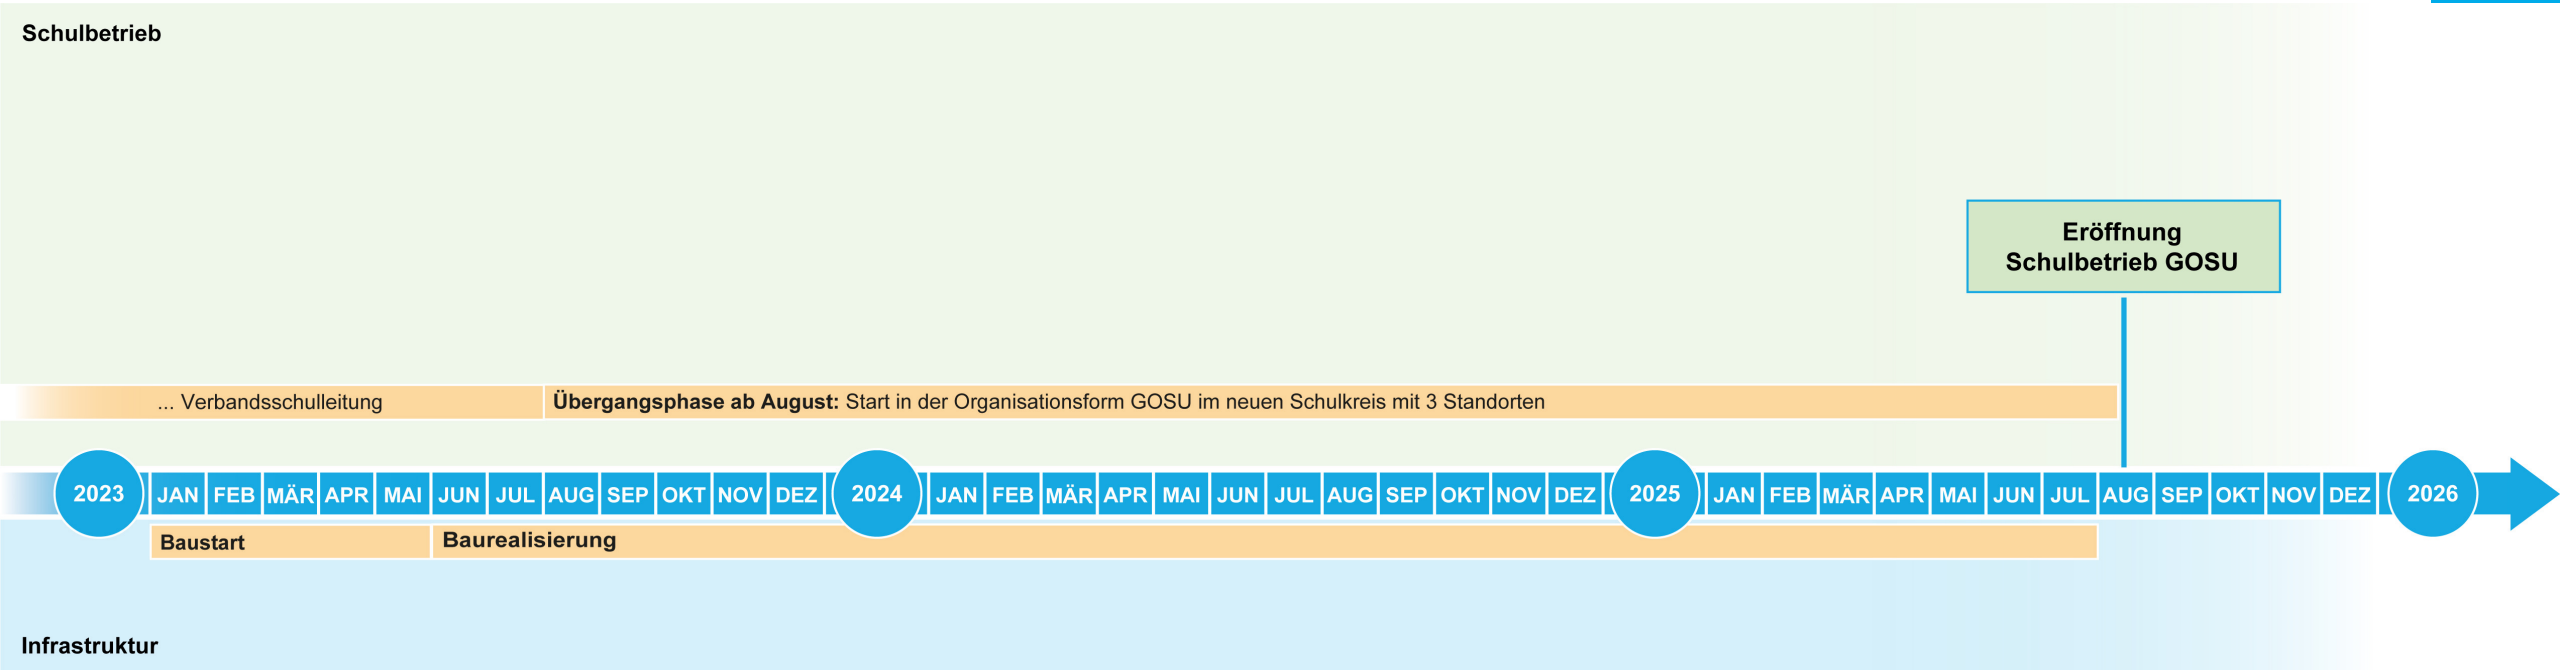 Schulbetrieb
Eröffnung
Schulbetrieb GOSU
... Verbandsschulleitung
Übergangsphase ab August: Start in der Organisationsform GOSU im neuen Schulkreis mit 3 Standorten
2023 JAN FEB MÄR APR MAI JUN JUL AUG SEP OKT NOV DEZ 2024 JAN FEB MÄR APR MAI JUN JUL AUG SEP OKT NOV DEZ 2025 JAN FEB MÄR APR MAI JUN JUL AUG SEP OKT NOV DEZ 2026
Baustart
Baurealisierung
Infrastruktur